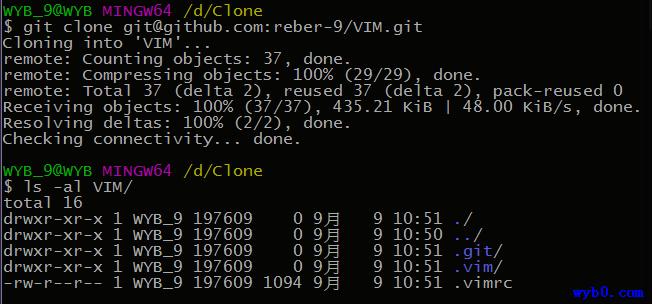 WYB_9@WYB MINGW64 /d/Clone
$ git clone git@github.com:reber-9/VIM.git
Cloning into 'VIM'...
remote: Counting objects: 37, done.
remote: Compressing objects: 100% (29/29), done.
remote: Total 37 (delta 2), reused 37 (delta 2), pack-reused 0
Receiving objects: 100% (37/37), 435.21 KiB | 48.00 KiB/s, done.
Resolving deltas: 100% (2/2), done.
Checking connectivity... done.

WYB_9@WYB MINGW64 /d/Clone
$ ls -al VIM/
total 16
drwxr-xr-x 1 WYB_9 197609    0 9月   9 10:51 ./
drwxr-xr-x 1 WYB_9 197609    0 9月   9 10:50 ../
drwxr-xr-x 1 WYB_9 197609    0 9月   9 10:51 .git/
drwxr-xr-x 1 WYB_9 197609    0 9月   9 10:51 .vim/
-rw-r--r-- 1 WYB_9 197609 1094 9月   9 10:51 .vimrc
wyb0.com